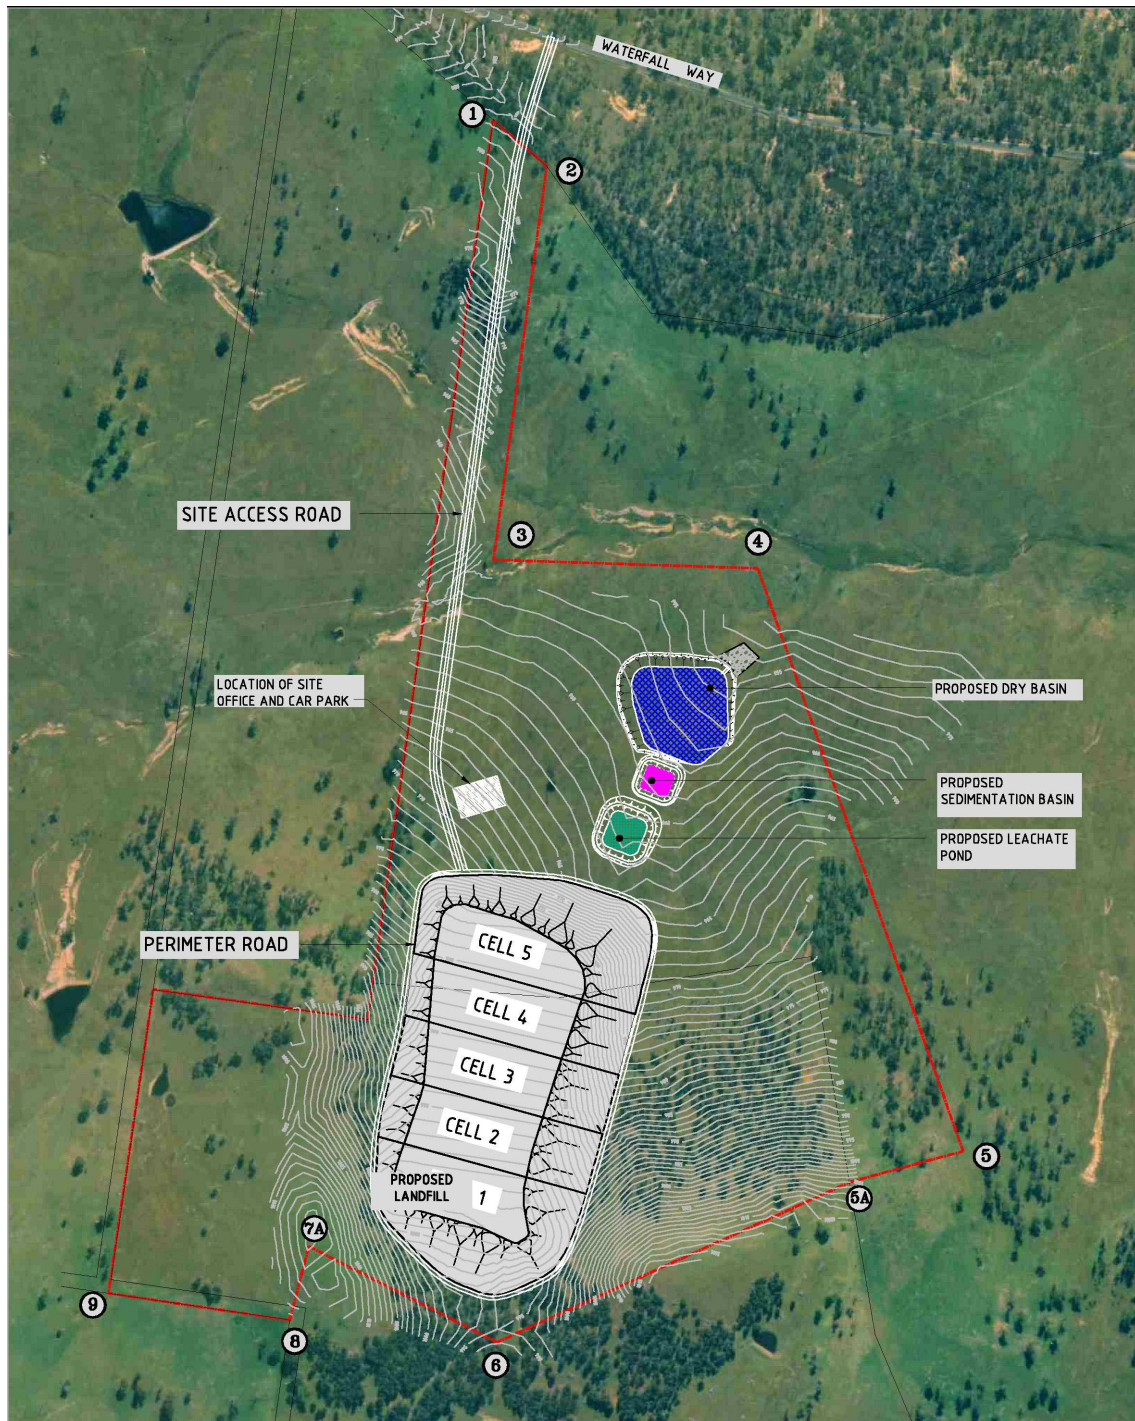 WATERFALL WAY
1
2
SITE ACCESS ROAD
3
4
LOCATION OF SITE
OFFICE AND CAR PARK
PROPOSED DRY BASIN
PROPOSED
SEDIMENTATION BASIN
PROPOSED LEACHATE
POND
PERIMETER ROAD
CELL 5
CELL 4
CELL 3
CELL 2
PROPOSED
LANDFILL
1
5
5A
7A
9
8
6